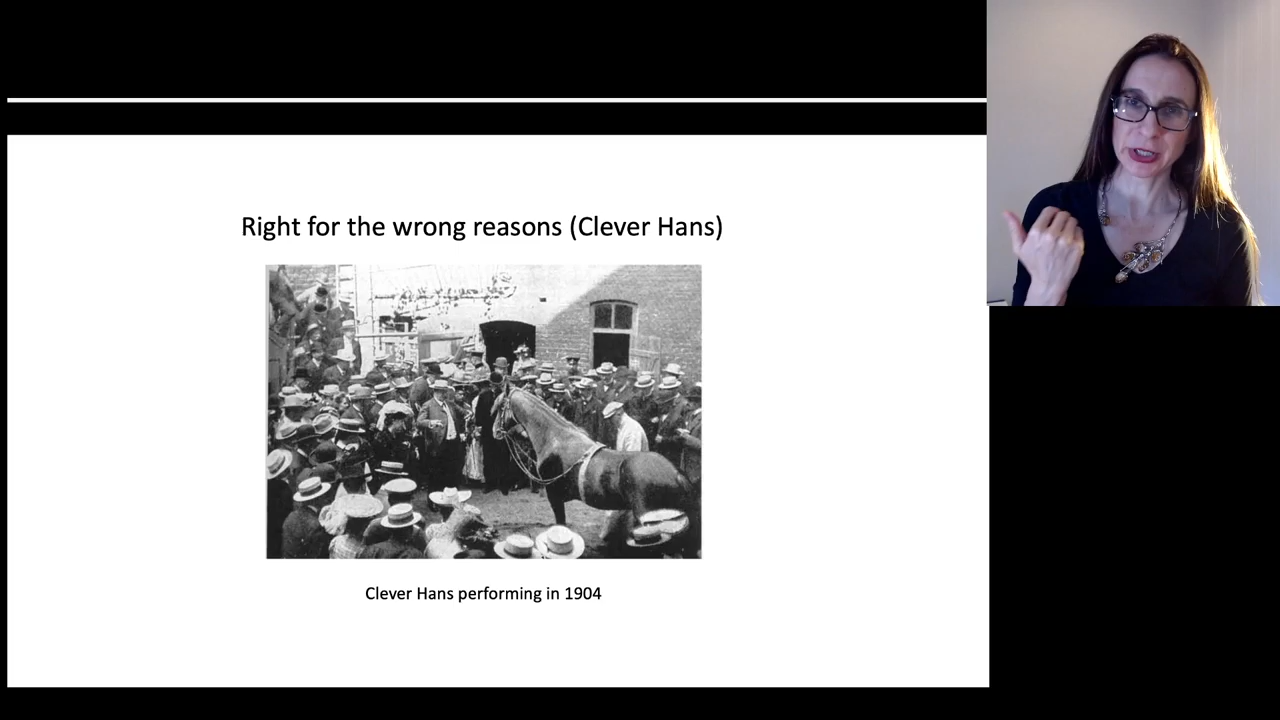 Right for the wrong reasons (Clever Hans)
Clever Hans performing in 1904